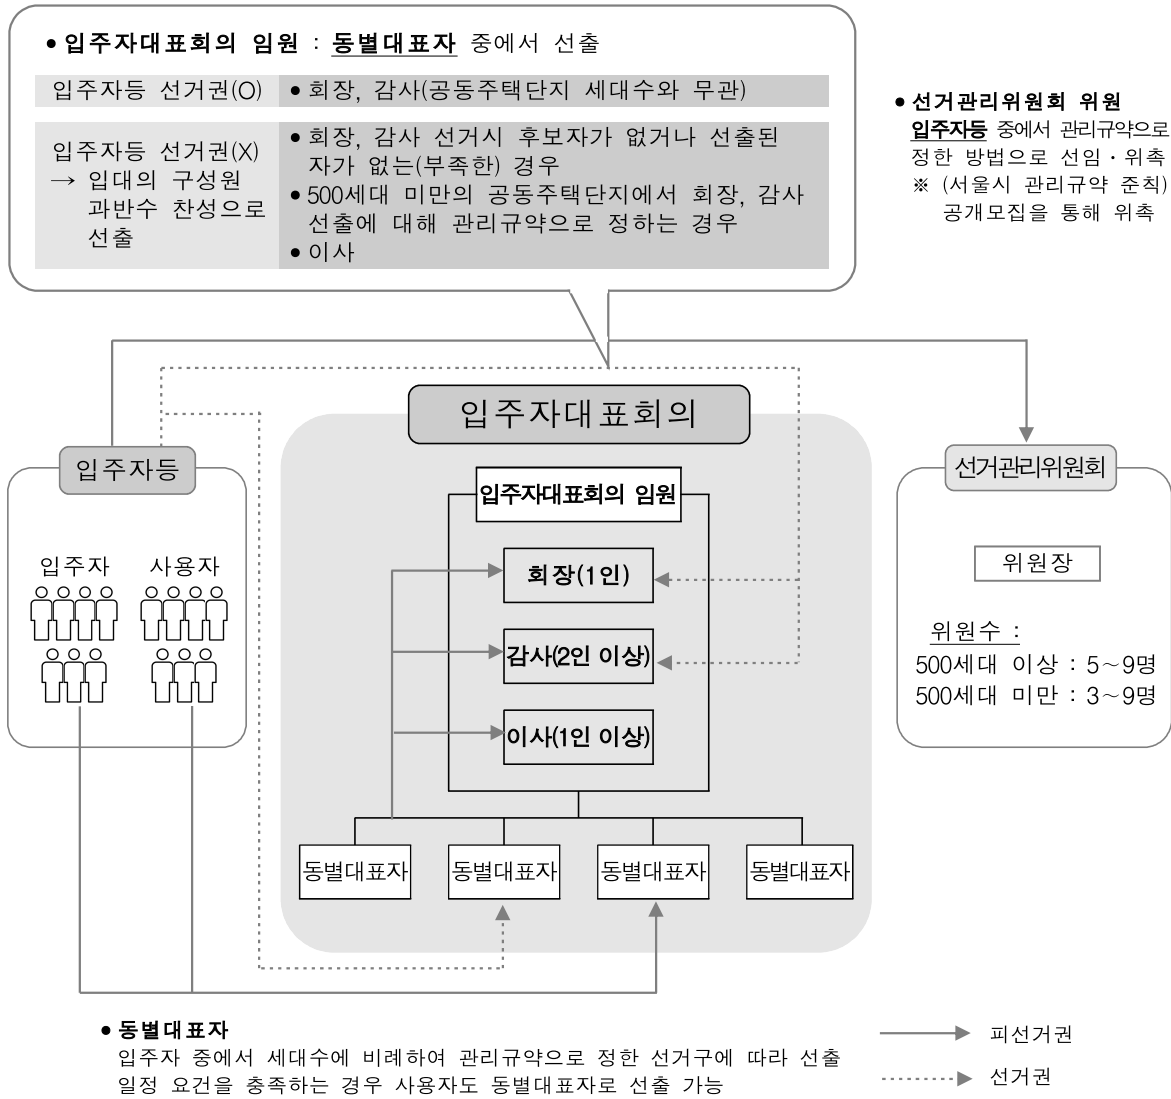 • 입주자대표회의 임원 : 동별대표자 중에서 선출
입주자등 선거권(O)
• 회장, 감사(공동주택단지 세대수와 무관)
입주자등 선거권(X)
→ 입대의 구성원
과반수 찬성으로
선출
• 회장, 감사 선거시 후보자가 없거나 선출된
자가 없는(부족한) 경우
• 500세대 미만의 공동주택단지에서 회장, 감사
선출에 대해 관리규약으로 정하는 경우
• 이사
• 선거관리위원회 위원
입주자등 중에서 관리규약으로
정한 방법으로 선임·위촉
※ (서울시 관리규약 준칙)
공개모집을 통해 위촉
입주자대표회의
입주자등
입주자 사용자
입주자대표회의 임원
회장(1인)
감사(2인 이상)
이사(1인 이상)
동별대표자 동별대표자 동별대표자 동별대표자
선거관리위원회
위원장
위원수 :
500세대 이상 : 5~9명
500세대 미만 : 3~9명
• 동별대표자
입주자 중에서 세대수에 비례하여 관리규약으로 정한 선거구에 따라 선출
일정 요건을 충족하는 경우 사용자도 동별대표자로 선출 가능
피선거권
선거권